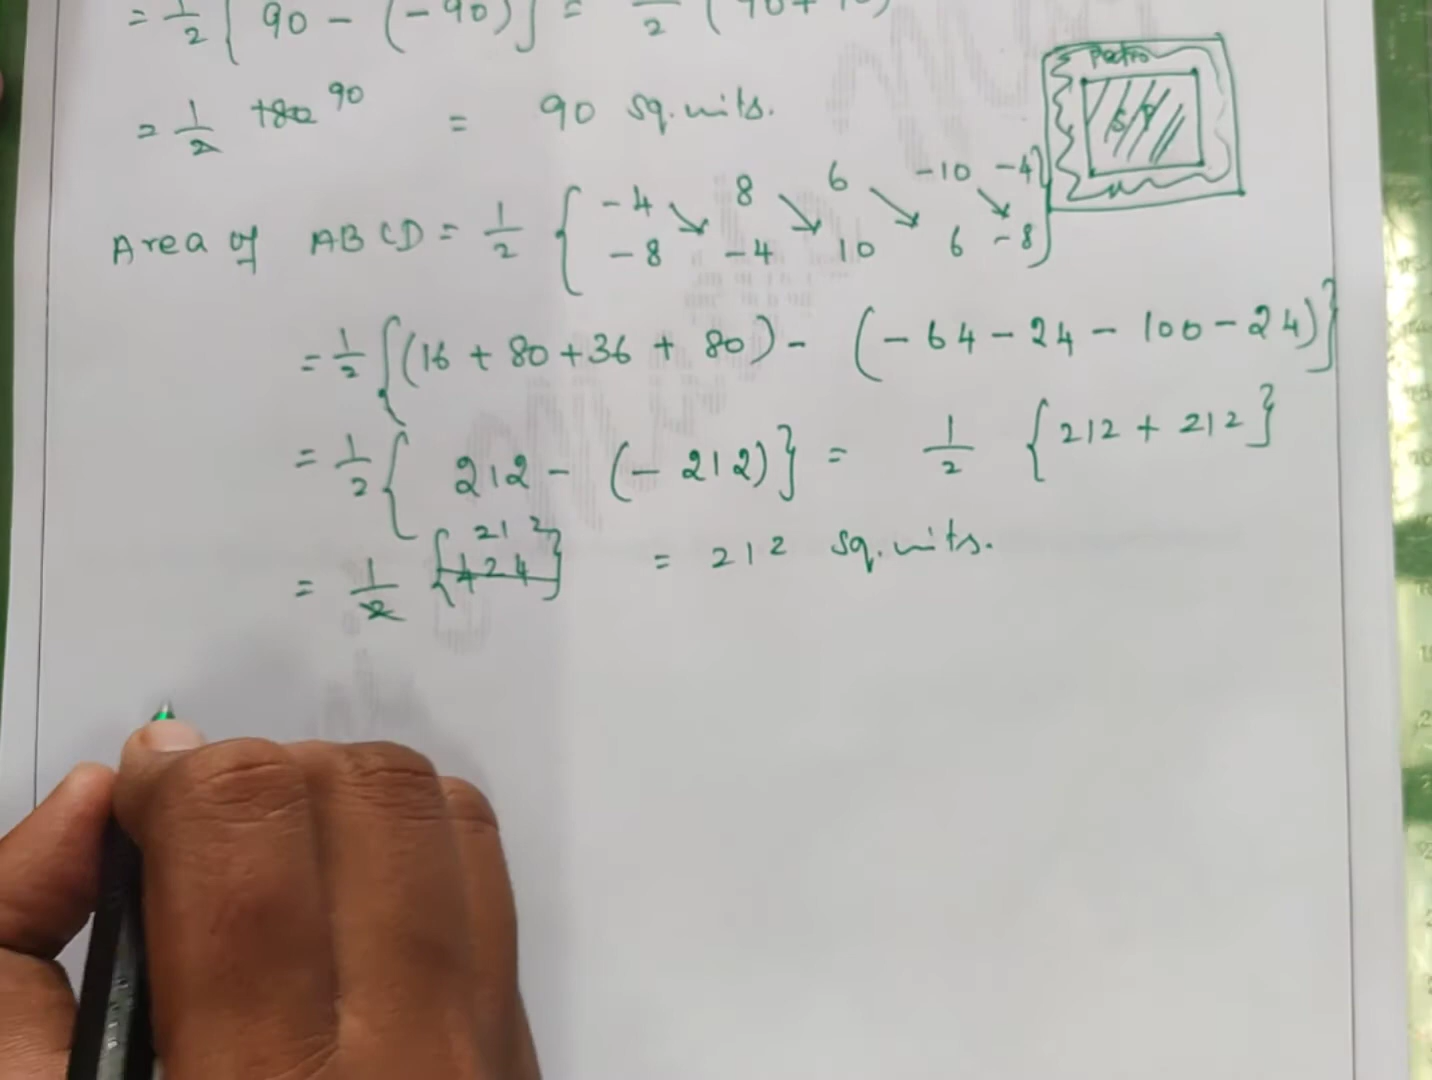 = 1/2 { 90 - (-90) } = 1/2 (90+90)
= 1/2 180 90 = 90 sq.units.
Patio
Area of ABCD = 1/2 { -4 8 6 -10 -4
-8 -4 10 6 -8 }
= 1/2 {(16 + 80 + 36 + 80) - (-64 - 24 - 100 - 24)}
= 1/2 { 212 - (-212)} = 1/2 {212 + 212}
= 1/2 {424} 212 = 212 sq.units.